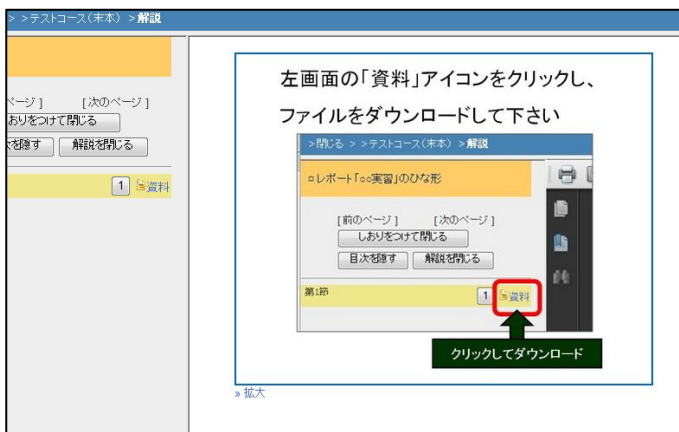 > >テストコース(末本) >解説
ページ] [次のページ]
おりをつけて閉じる
次を隠す 解説を閉じる
1 資料
左画面の「資料」アイコンをクリックし、
ファイルをダウンロードして下さい
>閉じる > >テストコース(末本) >解説
¤レポート「○○実習」のひな形
[前のページ] [次のページ]
しおりをつけて閉じる
目次を隠す 解説を閉じる
第1節 1 資料
クリックしてダウンロード
» 拡大